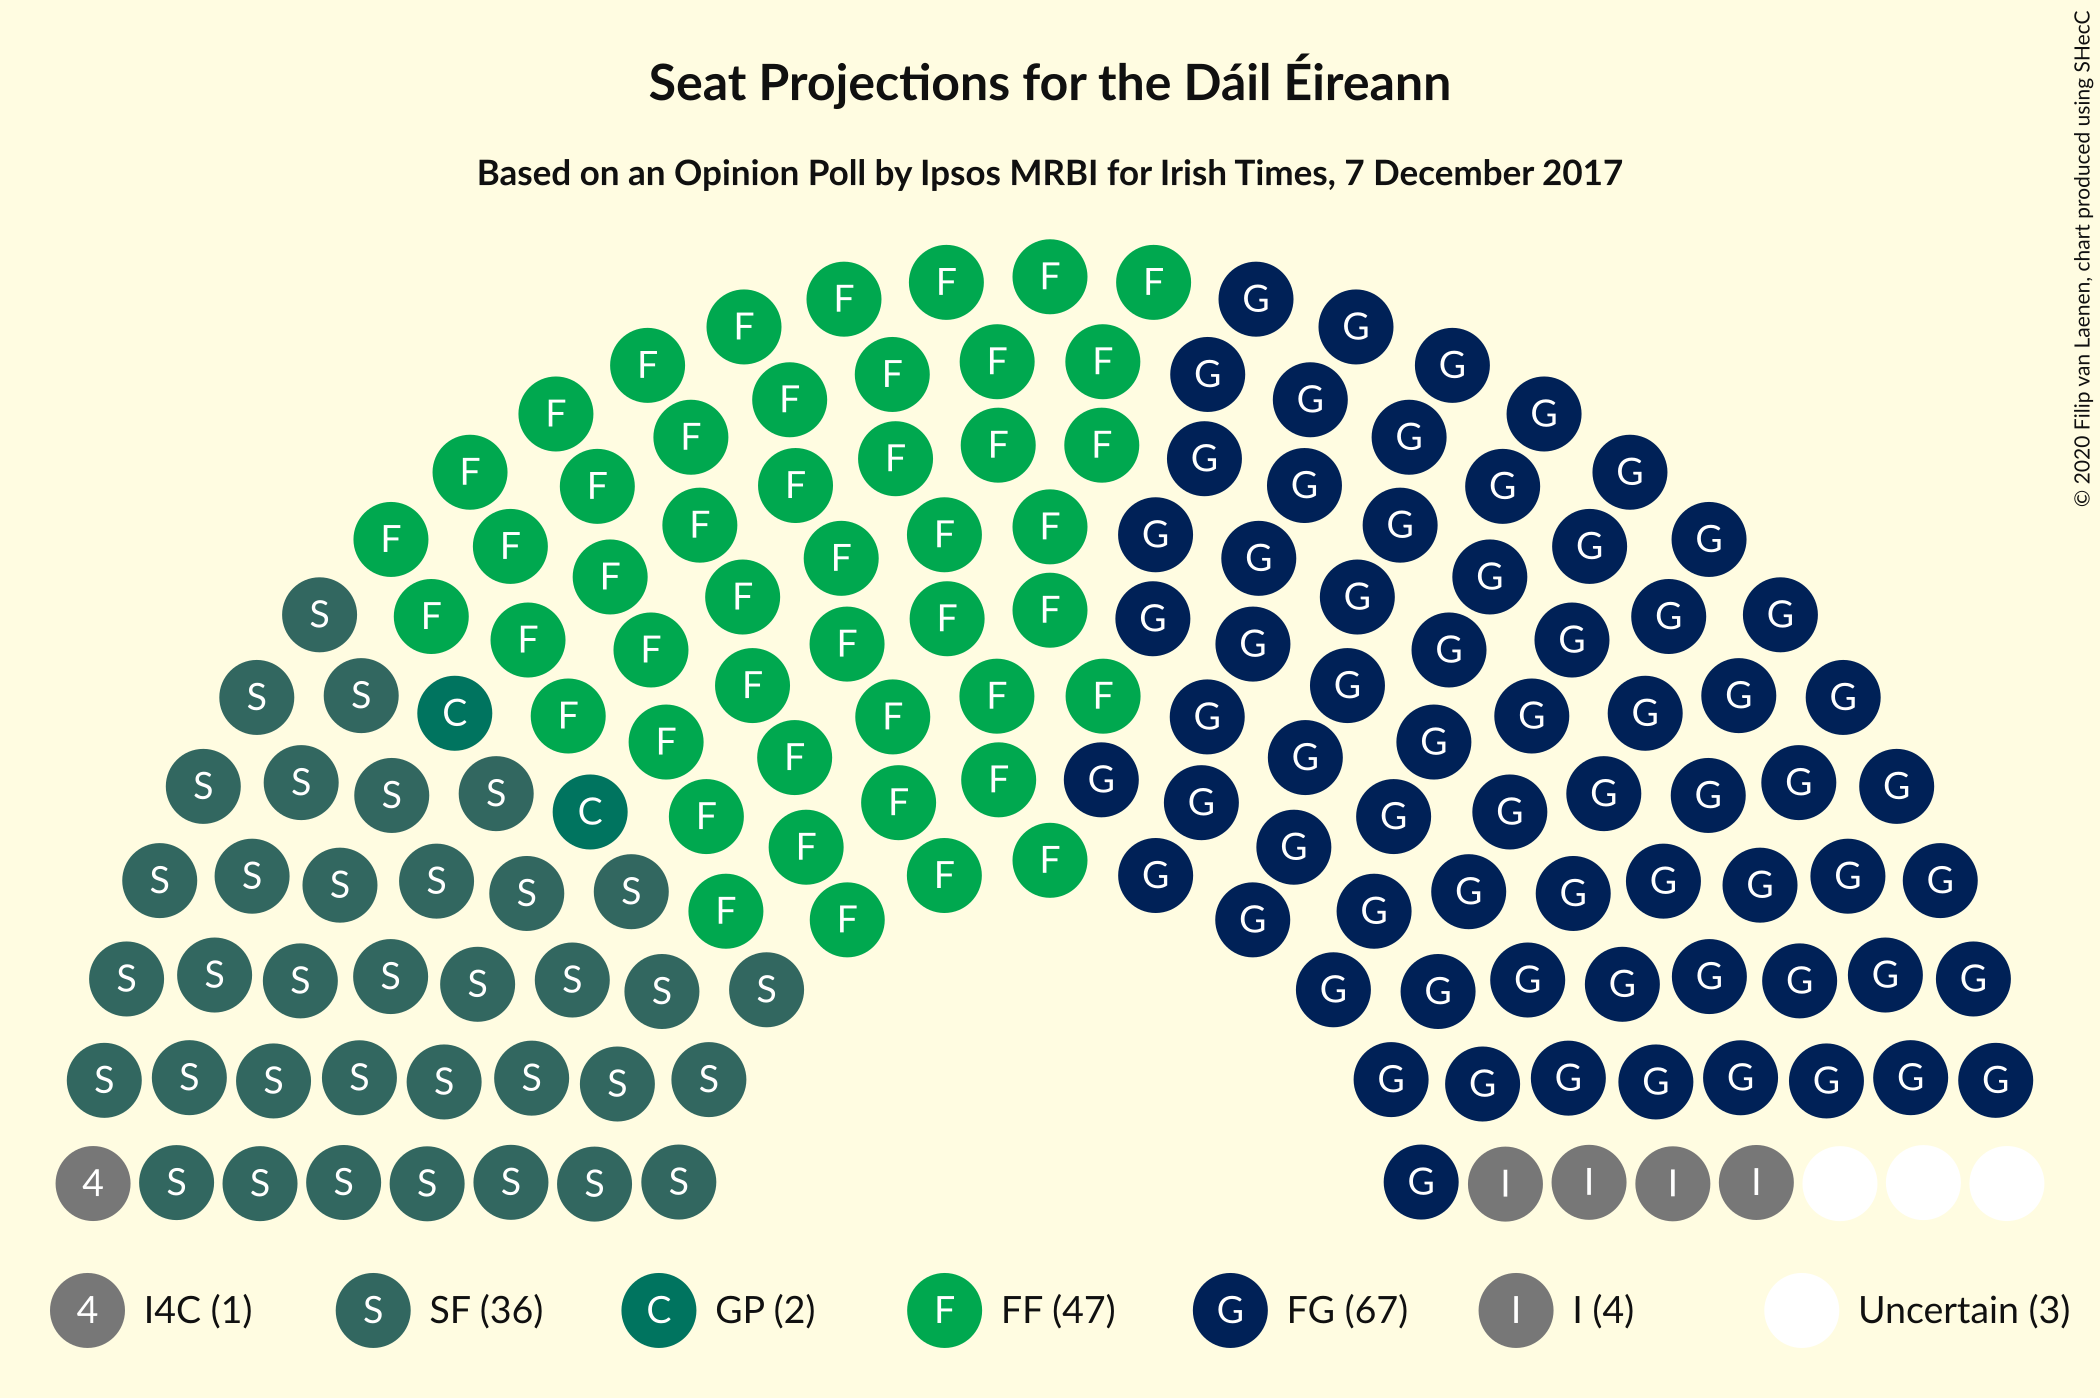 Seat Projections for the Dáil Éireann
Based on an Opinion Poll by Ipsos MRBI for Irish Times, 7 December 2017
© 2020 Filip van Laenen, chart produced using SHecC
F F F
F F
G
F G
F G
F F F G
F G
F F G
F F G
F F F G
F G
F F G
F F G
F F G
F F G G
F G G
F F G
F G G
F F G G
S F F G G
F F G G
F F G G
S S F F F G G G
S C F F F F G G G G
F F G G
S S F F G G G G
S S C F F G G G G
F F G G
S S S S S F F F F G G G G G G G G
S S F F G G
S S S S S S S S G G G G G G G G
S S S S S S S S G G G G G G G G
4 S S S S S S S G I I I I
4 I4C (1) S SF (36) C GP (2) F FF (47) G FG (67) I I (4) Uncertain (3)